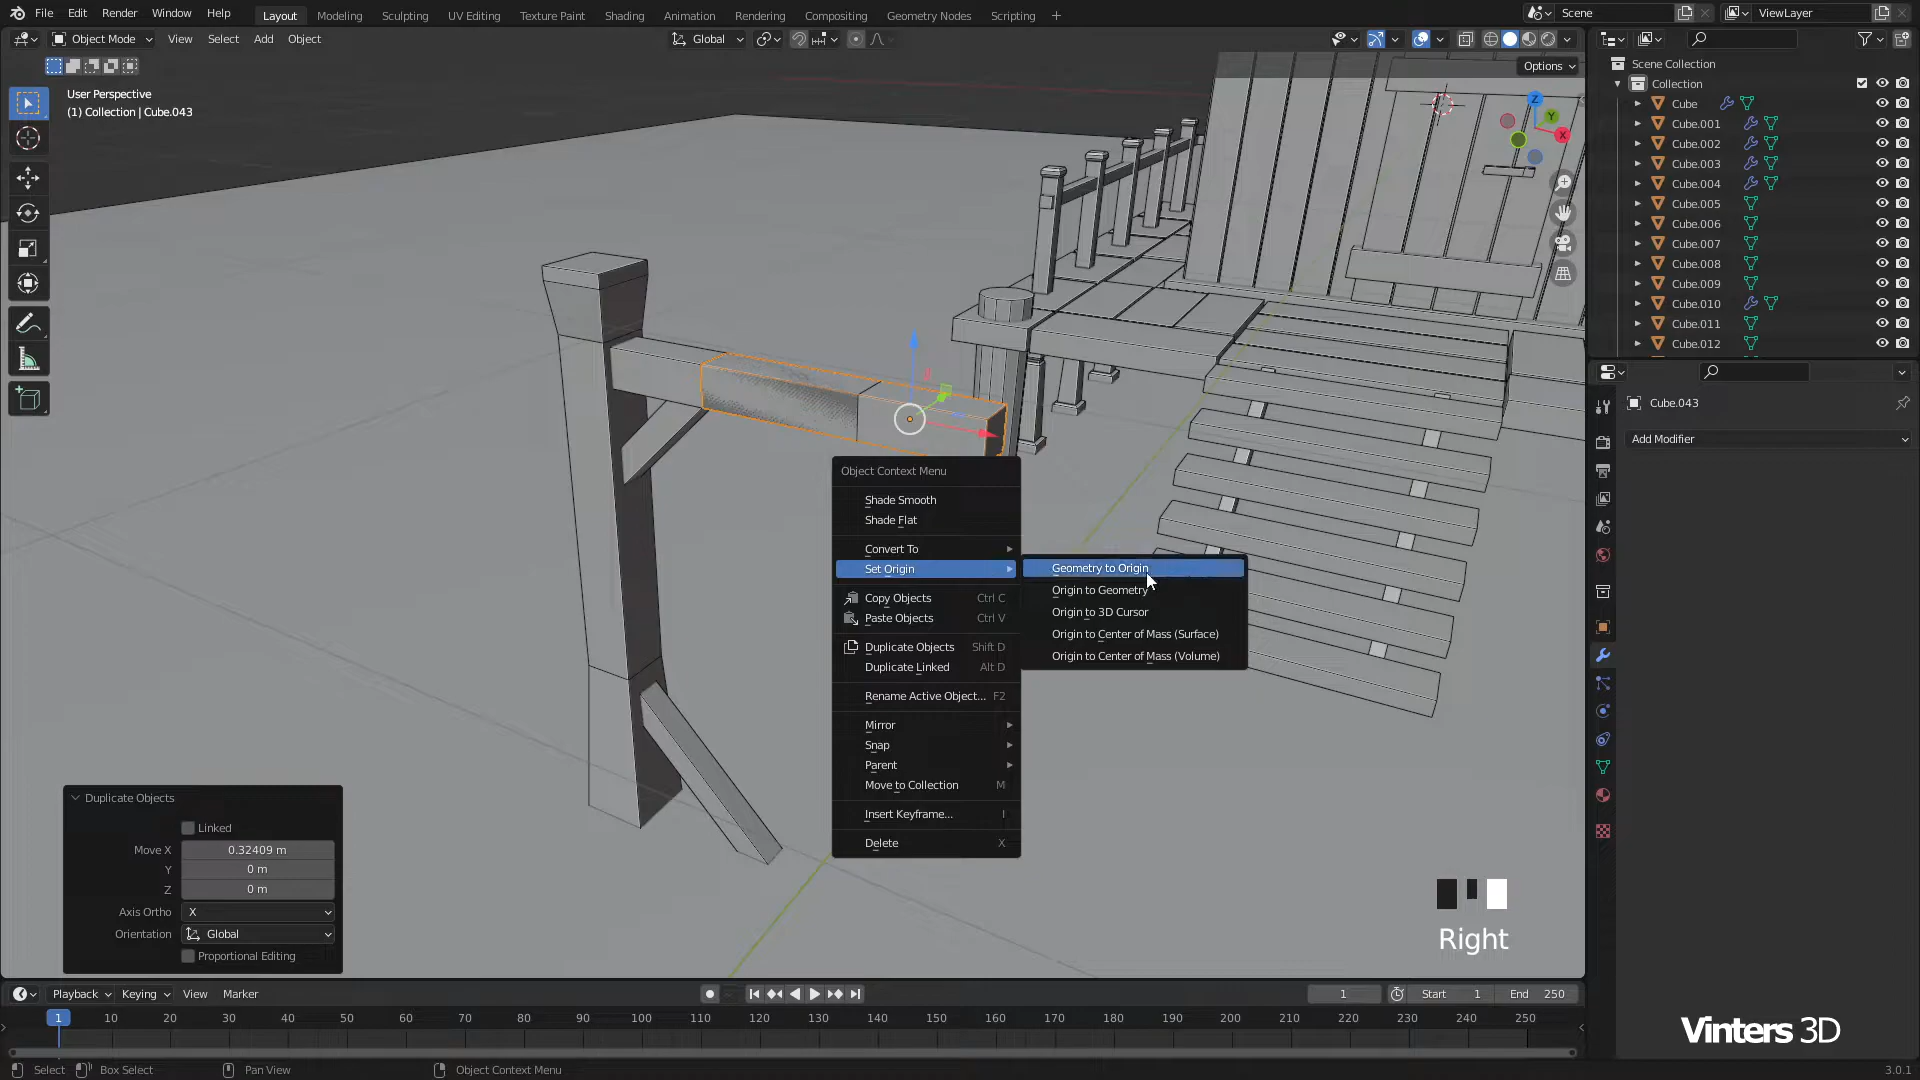 File Edit Render Window Help Layout Modeling Sculpting UV Editing Texture Paint Shading Animation Rendering Compositing Geometry Nodes Scripting + Scene ViewLayer
Object Mode View Select Add Object Global
Options
User Perspective
(1) Collection | Cube.043
Z
Y
X
Scene Collection
Collection
Cube
Cube.001
Cube.002
Cube.003
Cube.004
Cube.005
Cube.006
Cube.007
Cube.008
Cube.009
Cube.010
Cube.011
Cube.012
Cube.043
Add Modifier
Object Context Menu
Shade Smooth
Shade Flat
Convert To
Set Origin
Copy Objects Ctrl C
Paste Objects Ctrl V
Duplicate Objects Shift D
Duplicate Linked Alt D
Rename Active Object... F2
Mirror
Snap
Parent
Move to Collection M
Insert Keyframe... I
Delete X
Geometry to Origin
Origin to Geometry
Origin to 3D Cursor
Origin to Center of Mass (Surface)
Origin to Center of Mass (Volume)
Duplicate Objects
Linked
Move X 0.32409 m
Y 0 m
Z 0 m
Axis Ortho X
Orientation Global
Proportional Editing
Right
Playback Keying View Marker 1 Start 1 End 250
1 10 20 30 40 50 60 70 80 90 100 110 120 130 140 150 160 170 180 190 200 210 220 230 240 250
Vinters 3D
Select Box Select Pan View Object Context Menu 3.0.1